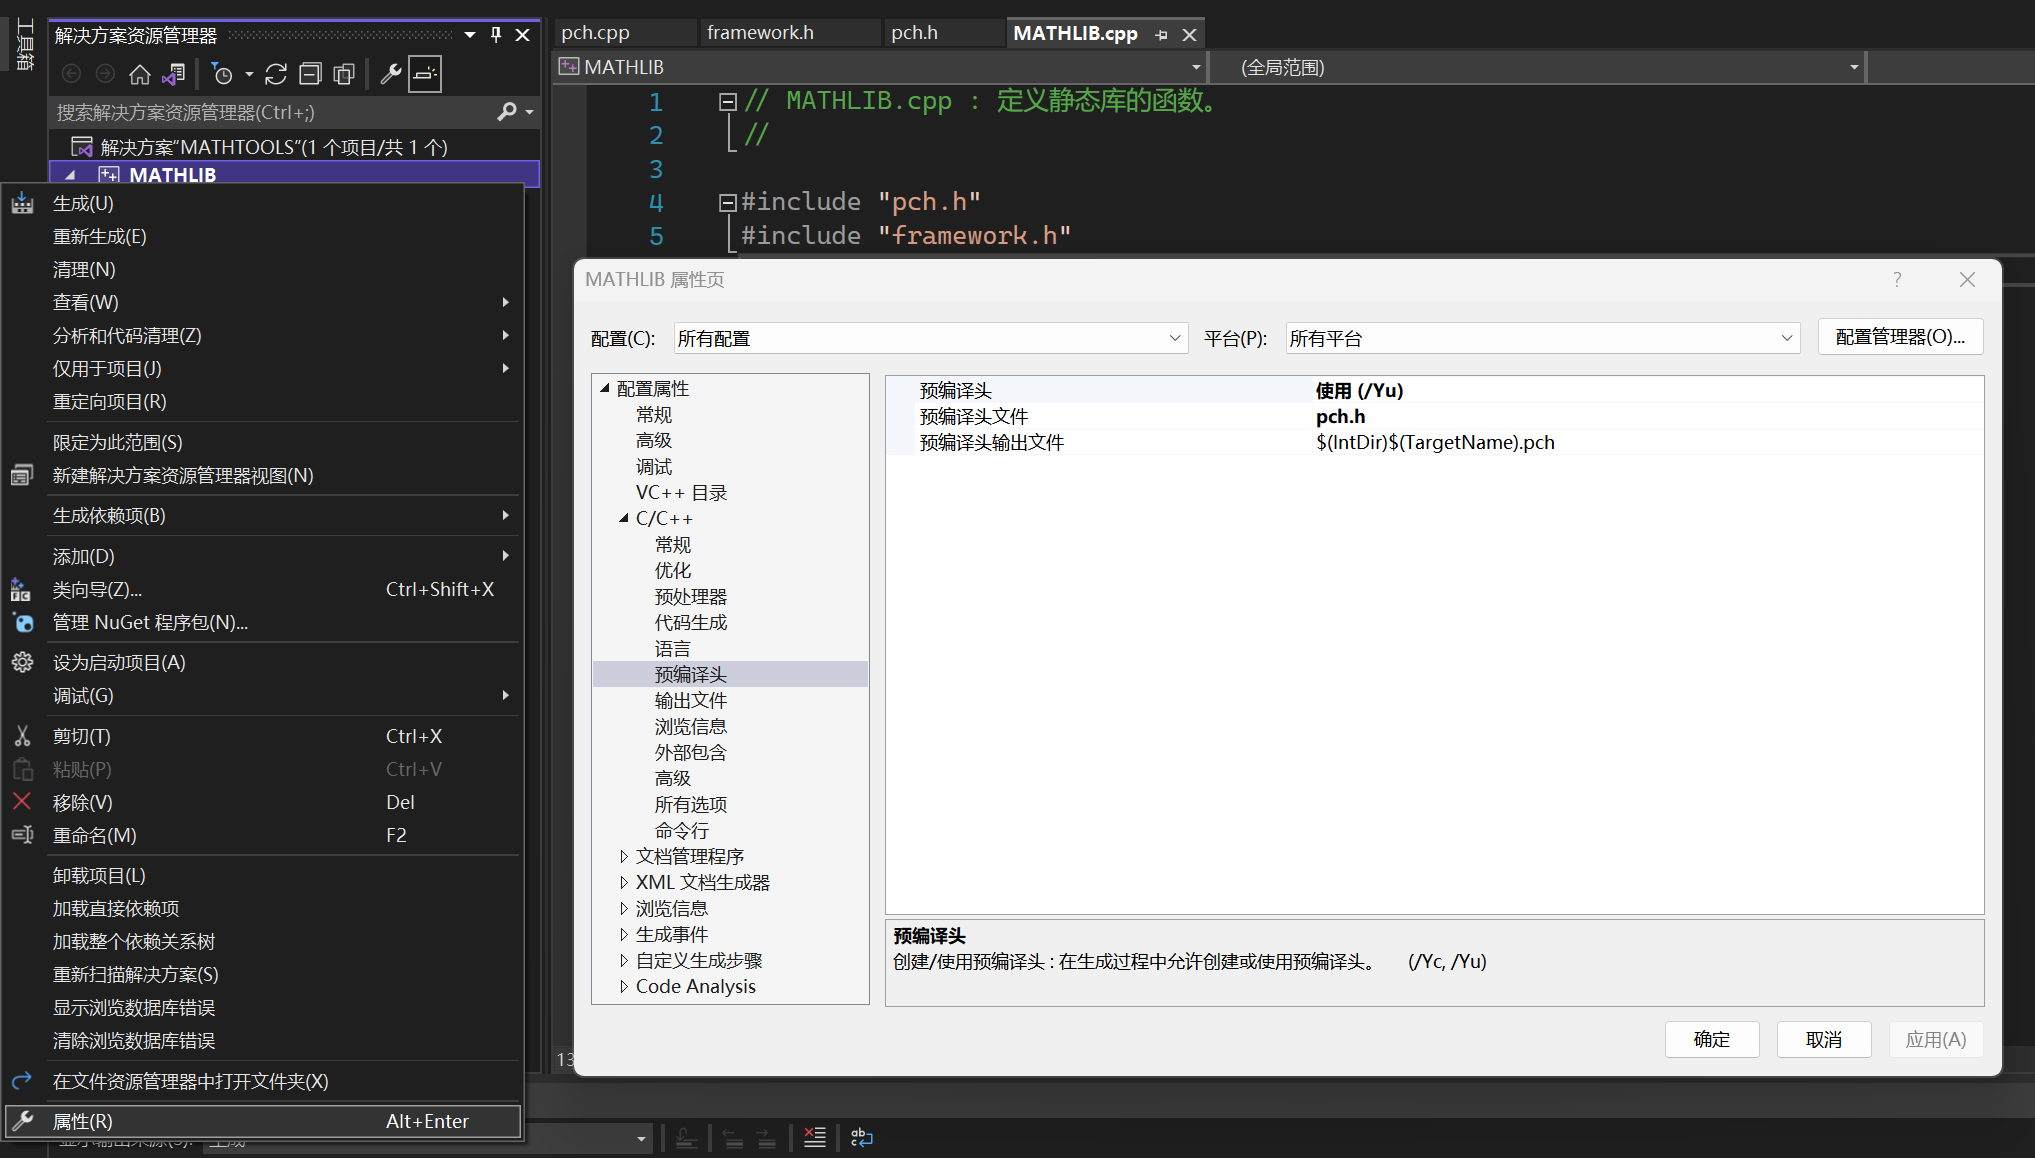 工具箱
解决方案资源管理器
搜索解决方案资源管理器(Ctrl+;)
解决方案"MATHTOOLS"(1 个项目/共 1 个)
MATHLIB
生成(U)
重新生成(E)
清理(N)
查看(W)
分析和代码清理(Z)
仅用于项目(J)
重定向项目(R)
限定为此范围(S)
新建解决方案资源管理器视图(N)
生成依赖项(B)
添加(D)
类向导(Z)... Ctrl+Shift+X
管理 NuGet 程序包(N)...
设为启动项目(A)
调试(G)
剪切(T) Ctrl+X
粘贴(P) Ctrl+V
移除(V) Del
重命名(M) F2
卸载项目(L)
加载直接依赖项
加载整个依赖关系树
重新扫描解决方案(S)
显示浏览数据库错误
清除浏览数据库错误
在文件资源管理器中打开文件夹(X)
属性(R) Alt+Enter
pch.cpp framework.h pch.h MATHLIB.cpp
MATHLIB (全局范围)
1 // MATHLIB.cpp : 定义静态库的函数。
2 //
3
4 #include "pch.h"
5 #include "framework.h"
13
MATHLIB 属性页 ?
配置(C): 所有配置 平台(P): 所有平台 配置管理器(O)...
配置属性
常规
高级
调试
VC++ 目录
C/C++
常规
优化
预处理器
代码生成
语言
预编译头
输出文件
浏览信息
外部包含
高级
所有选项
命令行
文档管理程序
XML 文档生成器
浏览信息
生成事件
自定义生成步骤
Code Analysis
预编译头 使用 (/Yu)
预编译头文件 pch.h
预编译头输出文件 $(IntDir)$(TargetName).pch
预编译头
创建/使用预编译头 : 在生成过程中允许创建或使用预编译头。 (/Yc, /Yu)
确定 取消 应用(A)